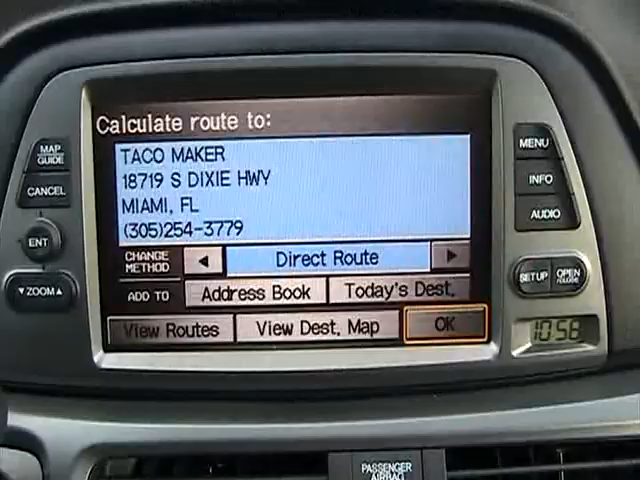 Calculate route to:
TACO MAKER
18719 S DIXIE HWY
MIAMI, FL
(305)254-3779
CHANGE METHOD
Direct Route
ADD TO
Address Book
Today's Dest.
View Routes
View Dest. Map
OK
MAP
GUIDE
CANCEL
ENT
▼ZOOM▲
MENU
INFO
AUDIO
SETUP
OPEN
10:56
PASSENGER
AIRBAG